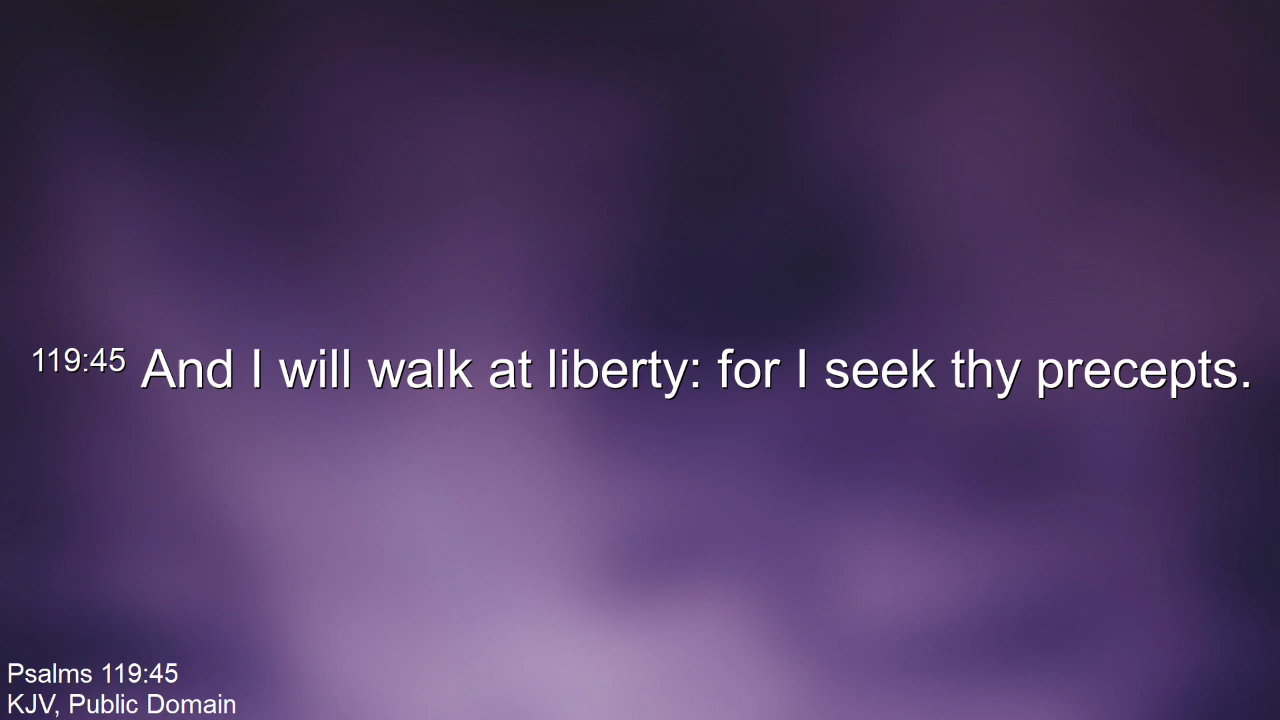 119:45 And I will walk at liberty: for I seek thy precepts.
Psalms 119:45
KJV, Public Domain